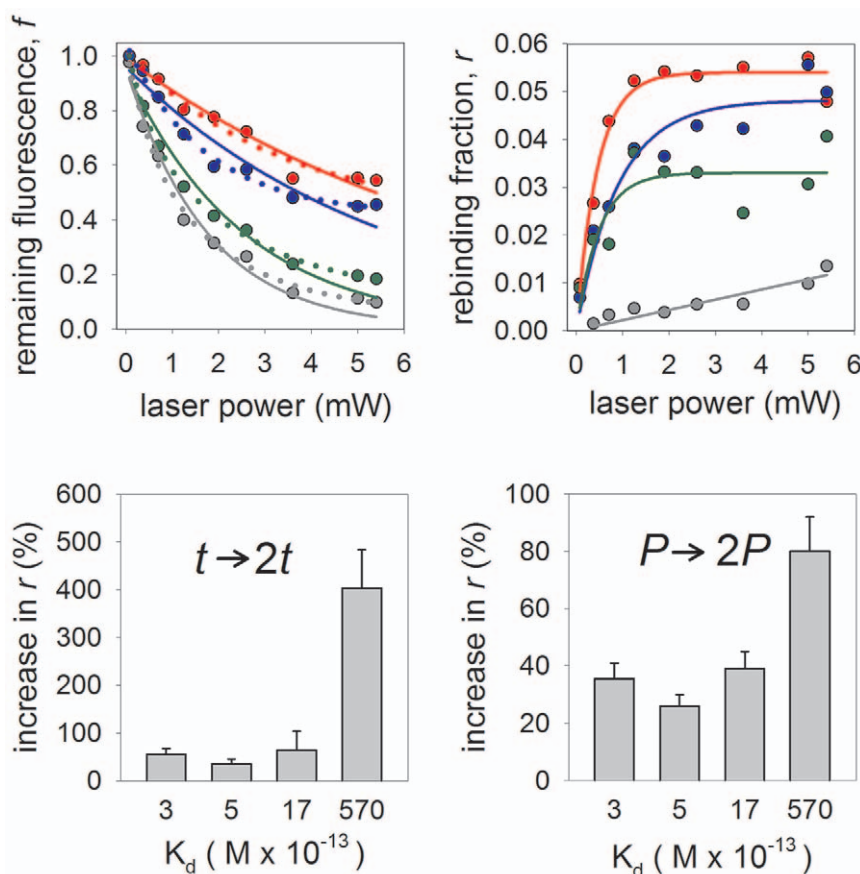 remaining fluorescence, f
1.0
0.8
0.6
0.4
0.2
0.0
0 1 2 3 4 5 6
laser power (mW)
rebinding fraction, r
0.06
0.05
0.04
0.03
0.02
0.01
0.00
0 1 2 3 4 5 6
laser power (mW)
increase in r (%)
600
500
400
300
200
100
0
t→2t
3 5 17 570
K_d ( M x 10^-13)
increase in r (%)
100
80
60
40
20
0
P→2P
3 5 17 570
K_d ( M x 10^-13)